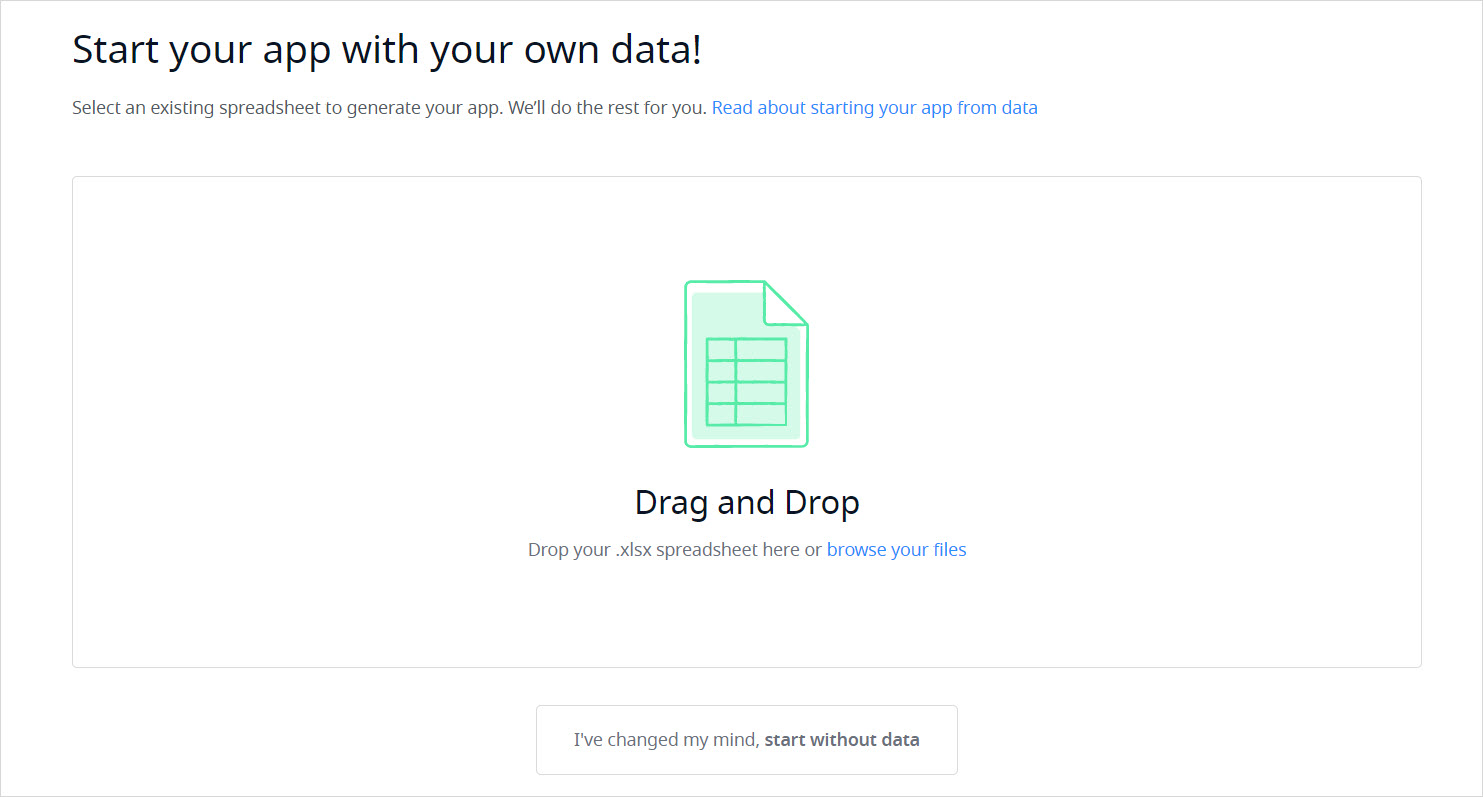 Start your app with your own data!
Select an existing spreadsheet to generate your app. We’ll do the rest for you. Read about starting your app from data
Drag and Drop
Drop your .xlsx spreadsheet here or browse your files
I've changed my mind, start without data